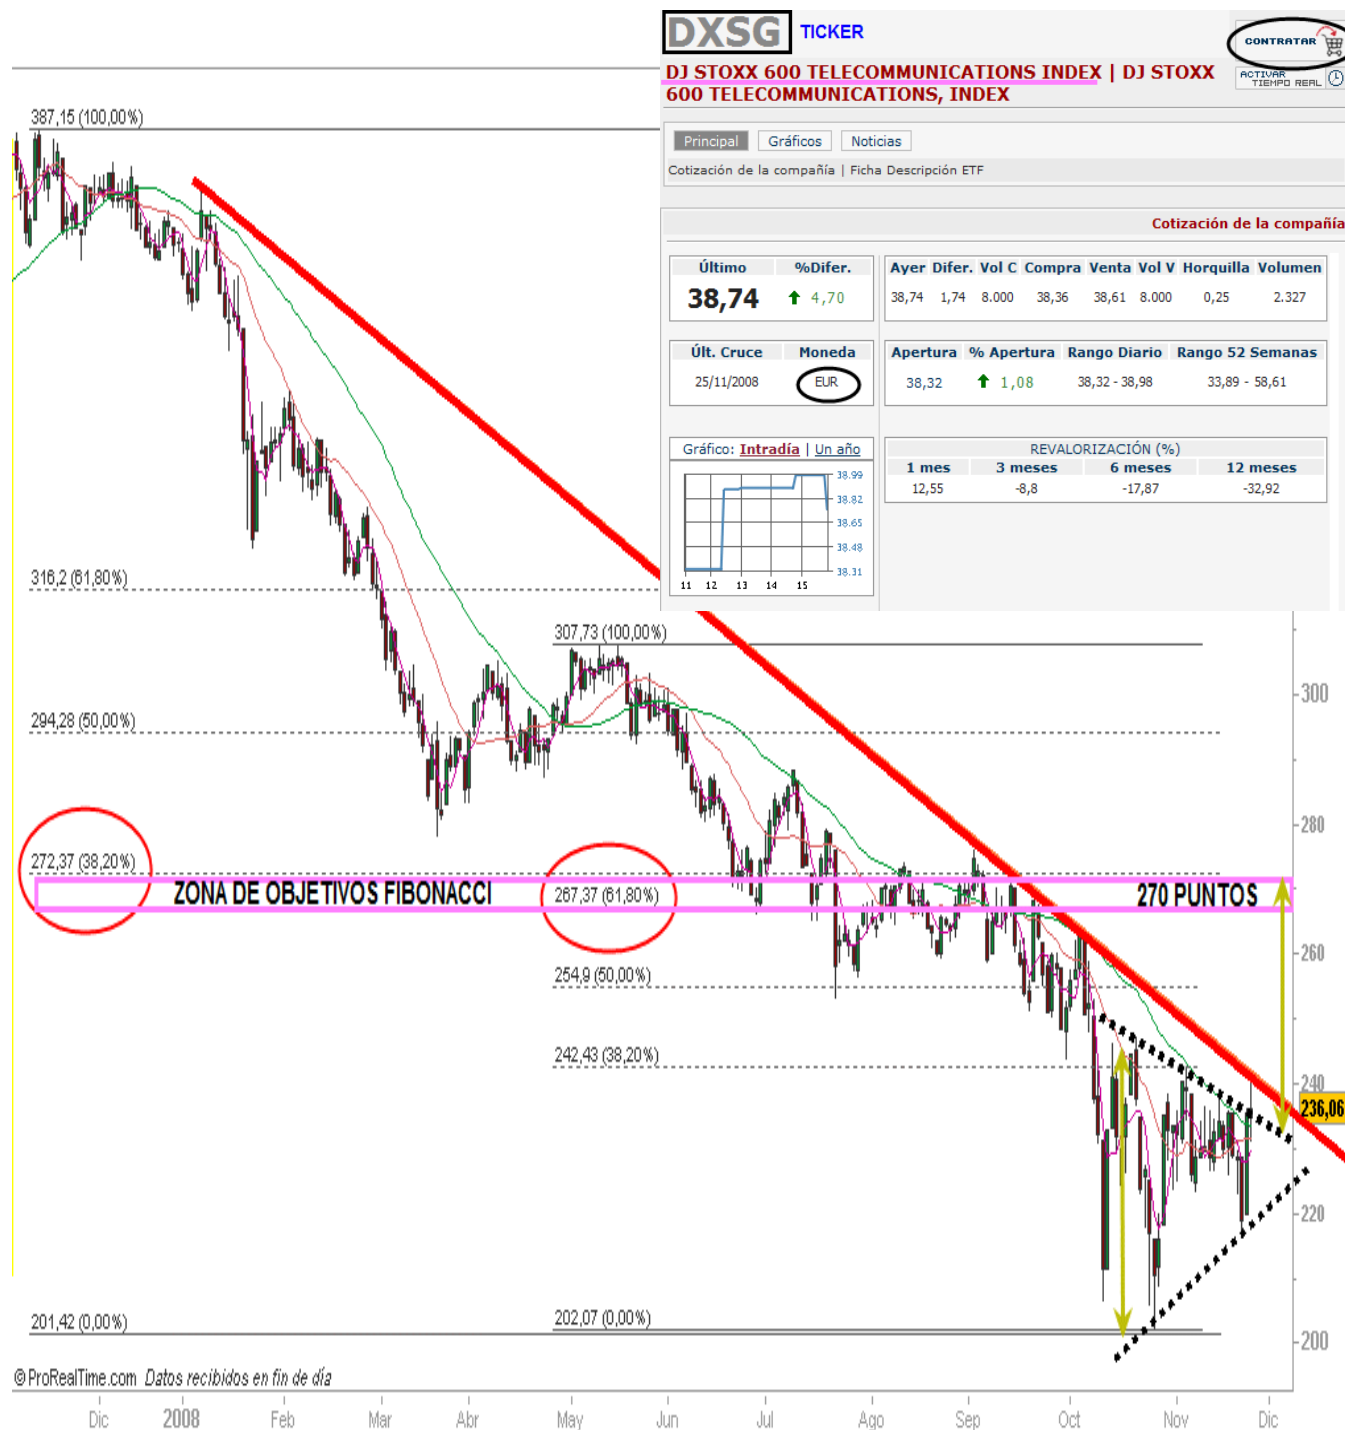 DXSG TICKER
CONTRATAR
DJ STOXX 600 TELECOMMUNICATIONS INDEX | DJ STOXX
600 TELECOMMUNICATIONS, INDEX
ACTIVAR
TIEMPO REAL
Principal Gráficos Noticias
Cotización de la compañía | Ficha Descripción ETF
Cotización de la compañía
Último %Difer.
38,74 4,70
Ayer Difer. Vol C Compra Venta Vol V Horquilla Volumen
38,74 1,74 8.000 38,36 38,61 8.000 0,25 2.327
Últ. Cruce Moneda
25/11/2008 EUR
Apertura % Apertura Rango Diario Rango 52 Semanas
38,32 1,08 38,32 - 38,98 33,89 - 58,61
Gráfico: Intradía | Un año
38.99
38.82
38.65
38.48
38.31
11 12 13 14 15
REVALORIZACIÓN (%)
1 mes 3 meses 6 meses 12 meses
12,55 -8,8 -17,87 -32,92
387,15 (100,00%)
316,2 (61,80%)
307,73 (100,00%)
294,28 (50,00%)
272,37 (38,20%)
ZONA DE OBJETIVOS FIBONACCI
267,37 (61,80%)
270 PUNTOS
254,9 (50,00%)
242,43 (38,20%)
201,42 (0,00%)
202,07 (0,00%)
300
280
260
240
236,06
220
200
©ProRealTime.com Datos recibidos en fin de día
Dic 2008 Feb Mar Abr May Jun Jul Ago Sep Oct Nov Dic